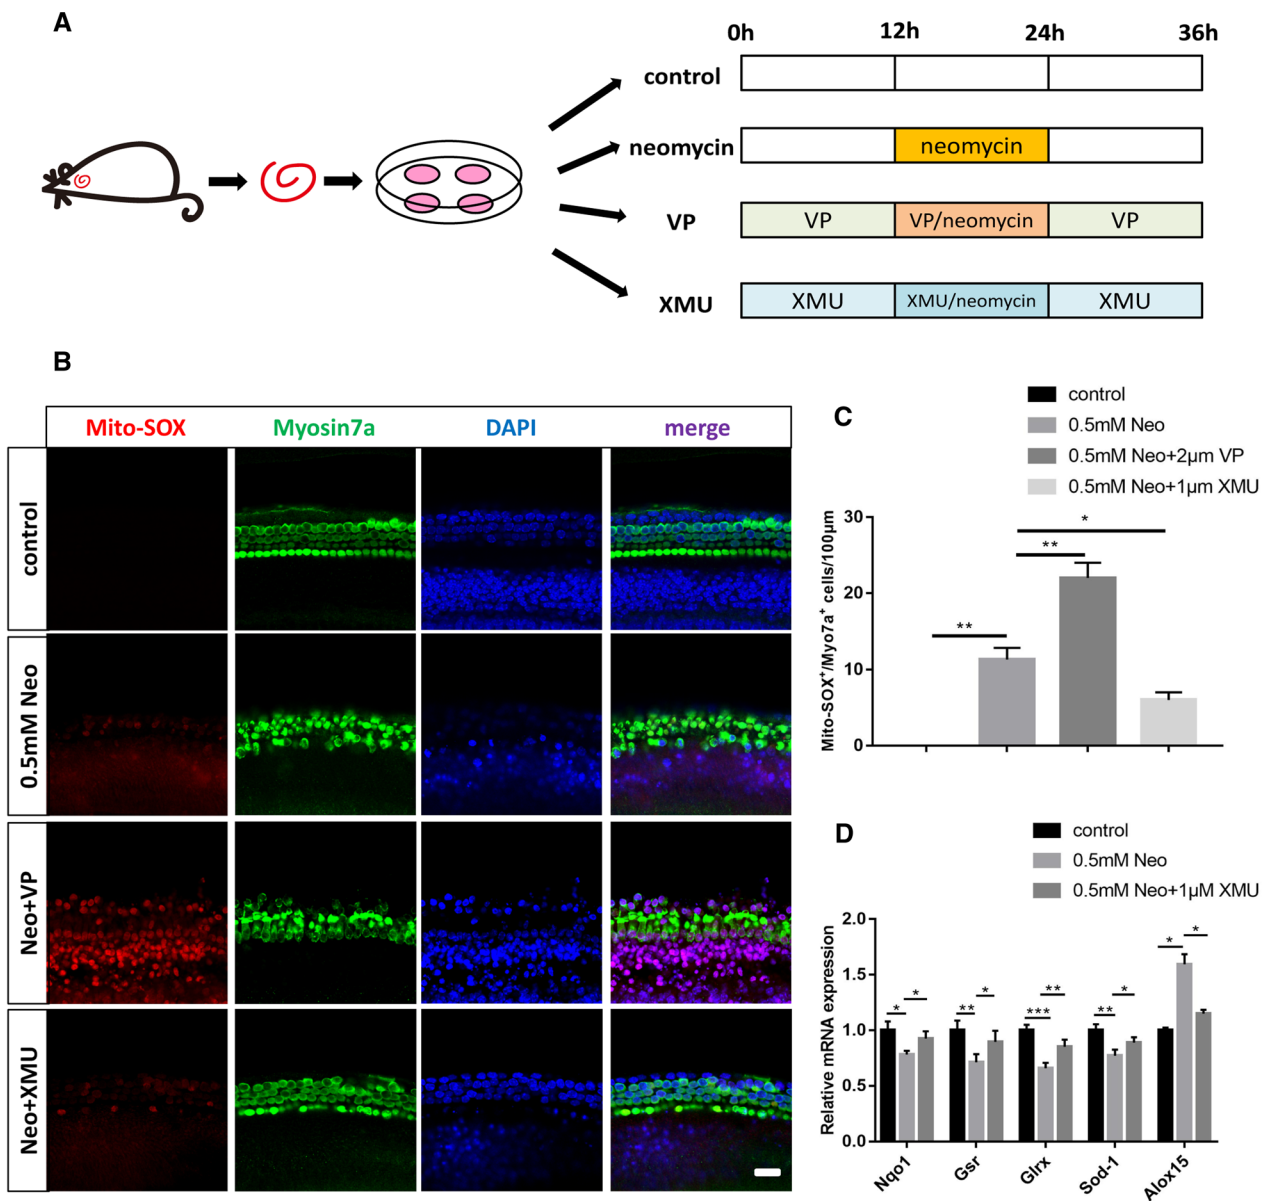 A
0h 12h 24h 36h
control
neomycin neomycin
VP VP VP/neomycin VP
XMU XMU XMU/neomycin XMU
B
Mito-SOX Myosin7a DAPI merge
control
0.5mM Neo
Neo+VP
Neo+XMU
C
control
0.5mM Neo
0.5mM Neo+2μm VP
0.5mM Neo+1μm XMU
Mito-SOX⁺/Myo7a⁺ cells/100μm
30
20
10
0
*
**
**
D
control
0.5mM Neo
0.5mM Neo+1μM XMU
Relative mRNA expression
2.0
1.5
1.0
0.5
0.0
* *
** *
*** **
** *
* *
Nqo1 Gsr Glrx Sod-1 Alox15